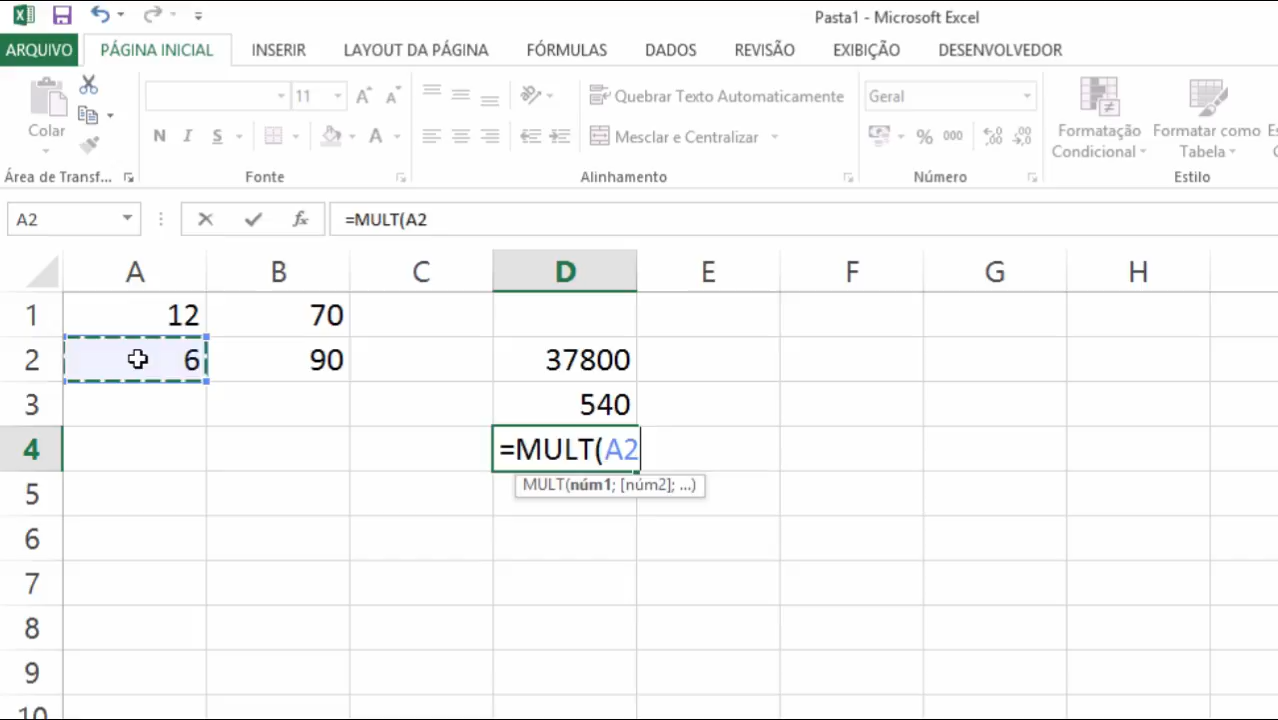 Pasta1 - Microsoft Excel
ARQUIVO PÁGINA INICIAL INSERIR LAYOUT DA PÁGINA FÓRMULAS DADOS REVISÃO EXIBIÇÃO DESENVOLVEDOR
Colar
Área de Transf...
11
N I S
A
Fonte
Quebrar Texto Automaticamente
Mesclar e Centralizar
Alinhamento
Geral
% 000
Número
Formatação
Condicional
Formatar como
Tabela
Estilo
A2 fx =MULT(A2
A B C D E F G H
1 12 70
2 6 90 37800
3 540
4 =MULT(A2
MULT(núm1; [núm2]; ...)
5
6
7
8
9
10